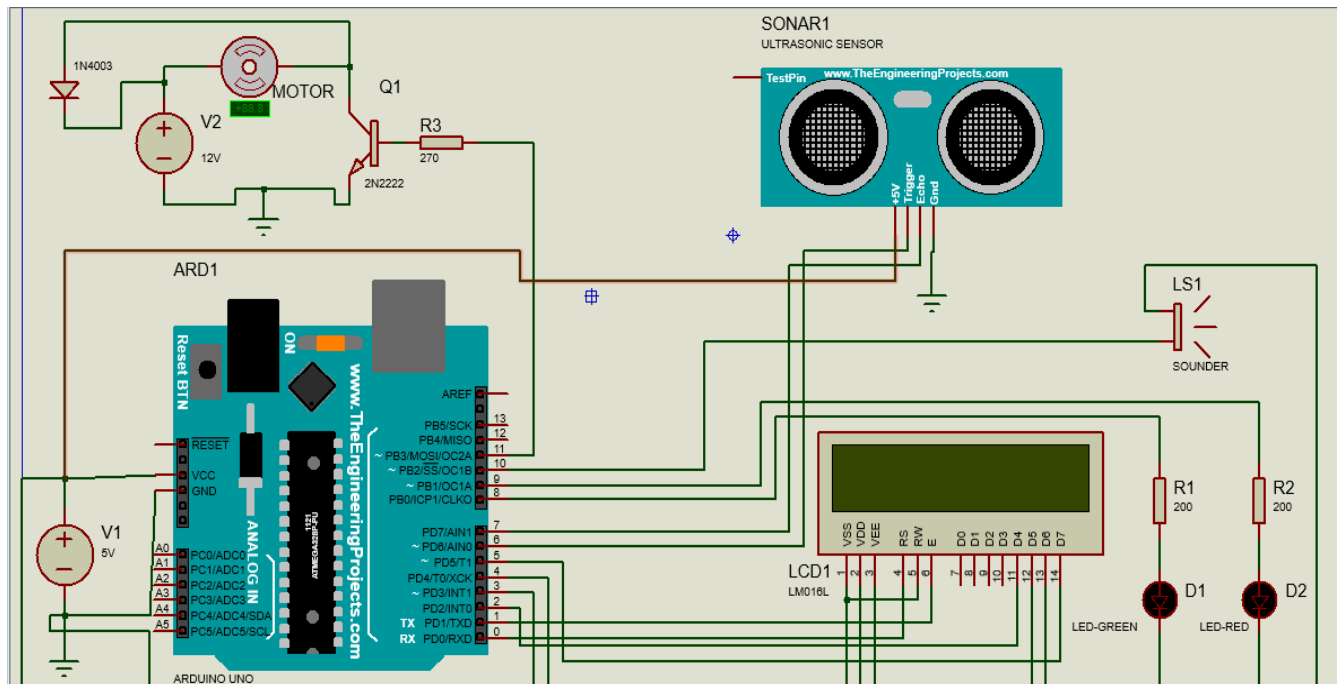 1N4003
MOTOR
+88.8
V2
12V
Q1
2N2222
R3
270
SONAR1
ULTRASONIC SENSOR
TestPin
www.TheEngineeringProjects.com
+5V
Trigger
Echo
Gnd
LS1
SOUNDER
ARD1
Reset BTN
ON
www.TheEngineeringProjects.com
1121
ATMEGA328P-PU
ANALOG IN
RESET
VCC
GND
A0 PC0/ADC0
A1 PC1/ADC1
A2 PC2/ADC2
A3 PC3/ADC3
A4 PC4/ADC4/SDA
A5 PC5/ADC5/SCL
AREF
PB5/SCK 13
PB4/MISO 12
~ PB3/MOSI/OC2A 11
~ PB2/SS/OC1B 10
~ PB1/OC1A 9
PB0/ICP1/CLKO 8
PD7/AIN1 7
~ PD6/AIN0 6
~ PD5/T1 5
PD4/T0/XCK 4
~ PD3/INT1 3
PD2/INT0 2
TX PD1/TXD 1
RX PD0/RXD 0
ARDUINO UNO
V1
5V
VSS VDD VEE RS RW E D0 D1 D2 D3 D4 D5 D6 D7
1 2 3 4 5 6 7 8 9 10 11 12 13 14
LCD1
LM016L
R1
200
R2
200
D1
LED-GREEN
D2
LED-RED